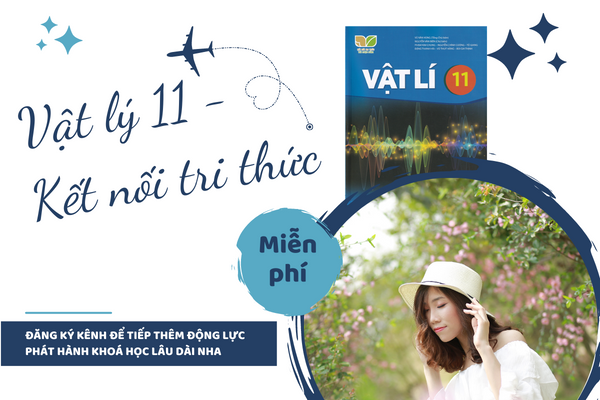 Vật lý 11 -
Kết nối tri thức
VẬT LÍ 11
Miễn
phí
ĐĂNG KÝ KÊNH ĐỂ TIẾP THÊM ĐỘNG LỰC
PHÁT HÀNH KHOÁ HỌC LÂU DÀI NHA